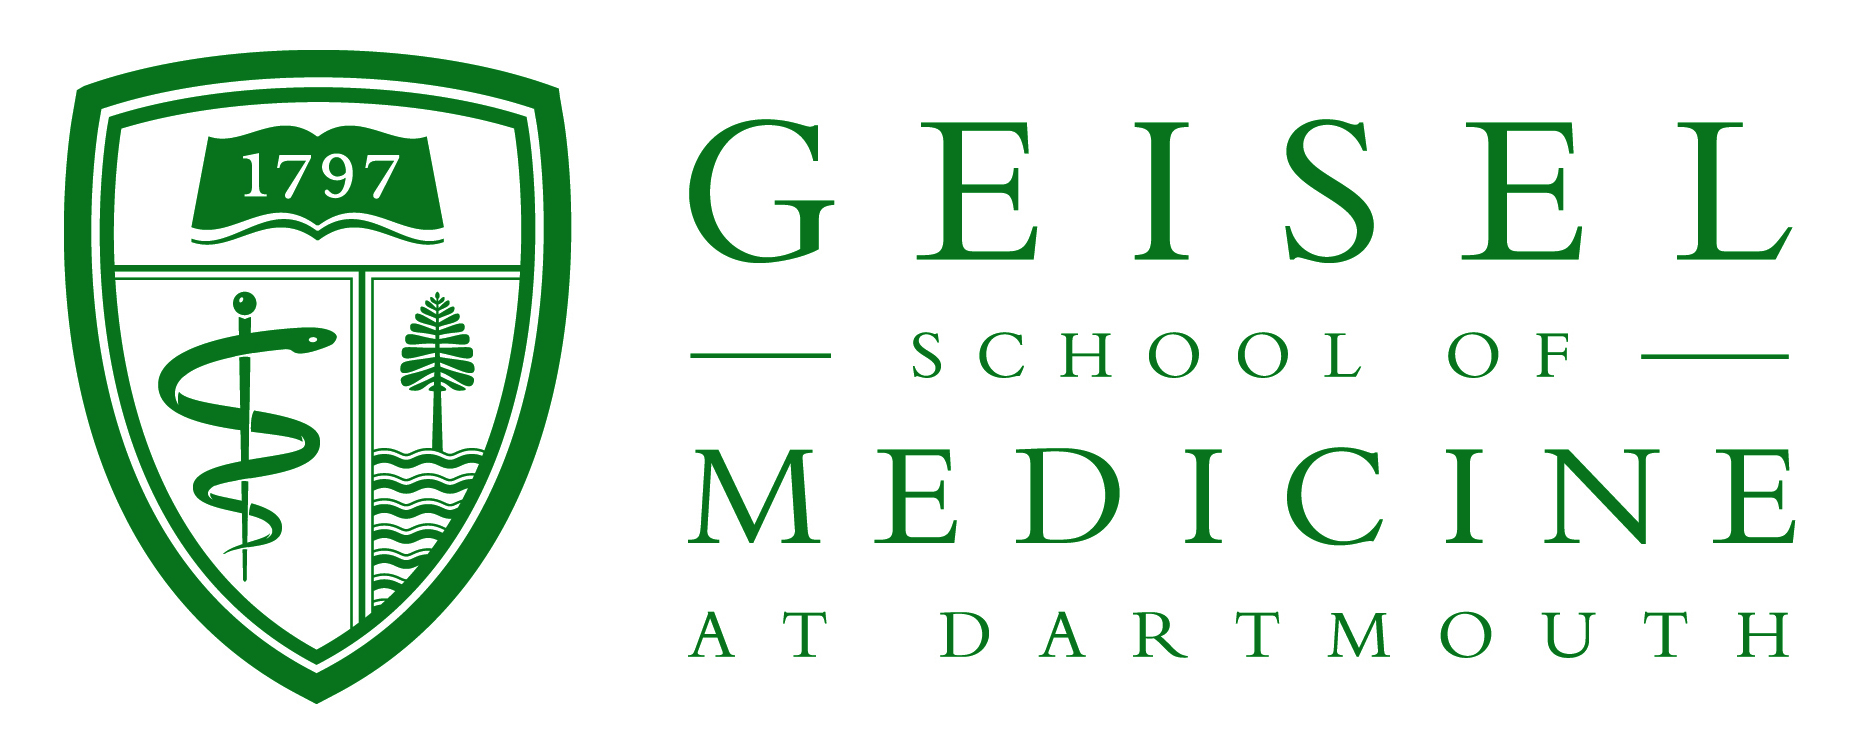 1797
GEISEL
SCHOOL OF
MEDICINE
AT DARTMOUTH